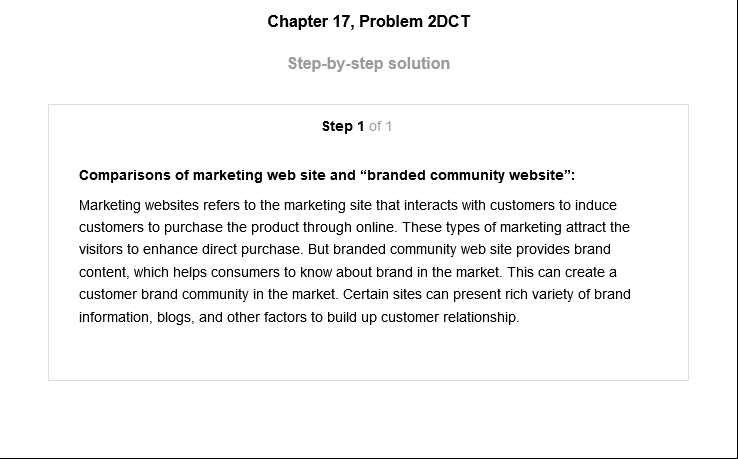 Chapter 17, Problem 2DCT
Step-by-step solution
Step 1 of 1
Comparisons of marketing web site and “branded community website”:
Marketing websites refers to the marketing site that interacts with customers to induce
customers to purchase the product through online. These types of marketing attract the
visitors to enhance direct purchase. But branded community web site provides brand
content, which helps consumers to know about brand in the market. This can create a
customer brand community in the market. Certain sites can present rich variety of brand
information, blogs, and other factors to build up customer relationship.